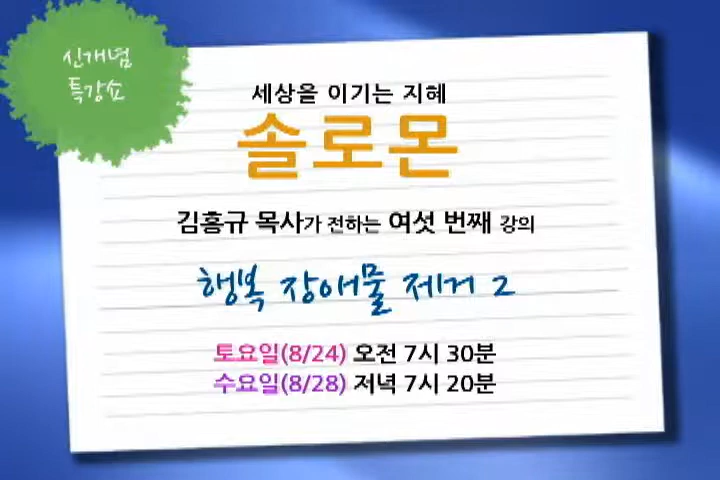 신개념
특강쇼
세상을 이기는 지혜
솔로몬
김흥규 목사가 전하는 여섯 번째 강의
행복 장애물 제거 2
토요일(8/24) 오전 7시 30분
수요일(8/28) 저녁 7시 20분